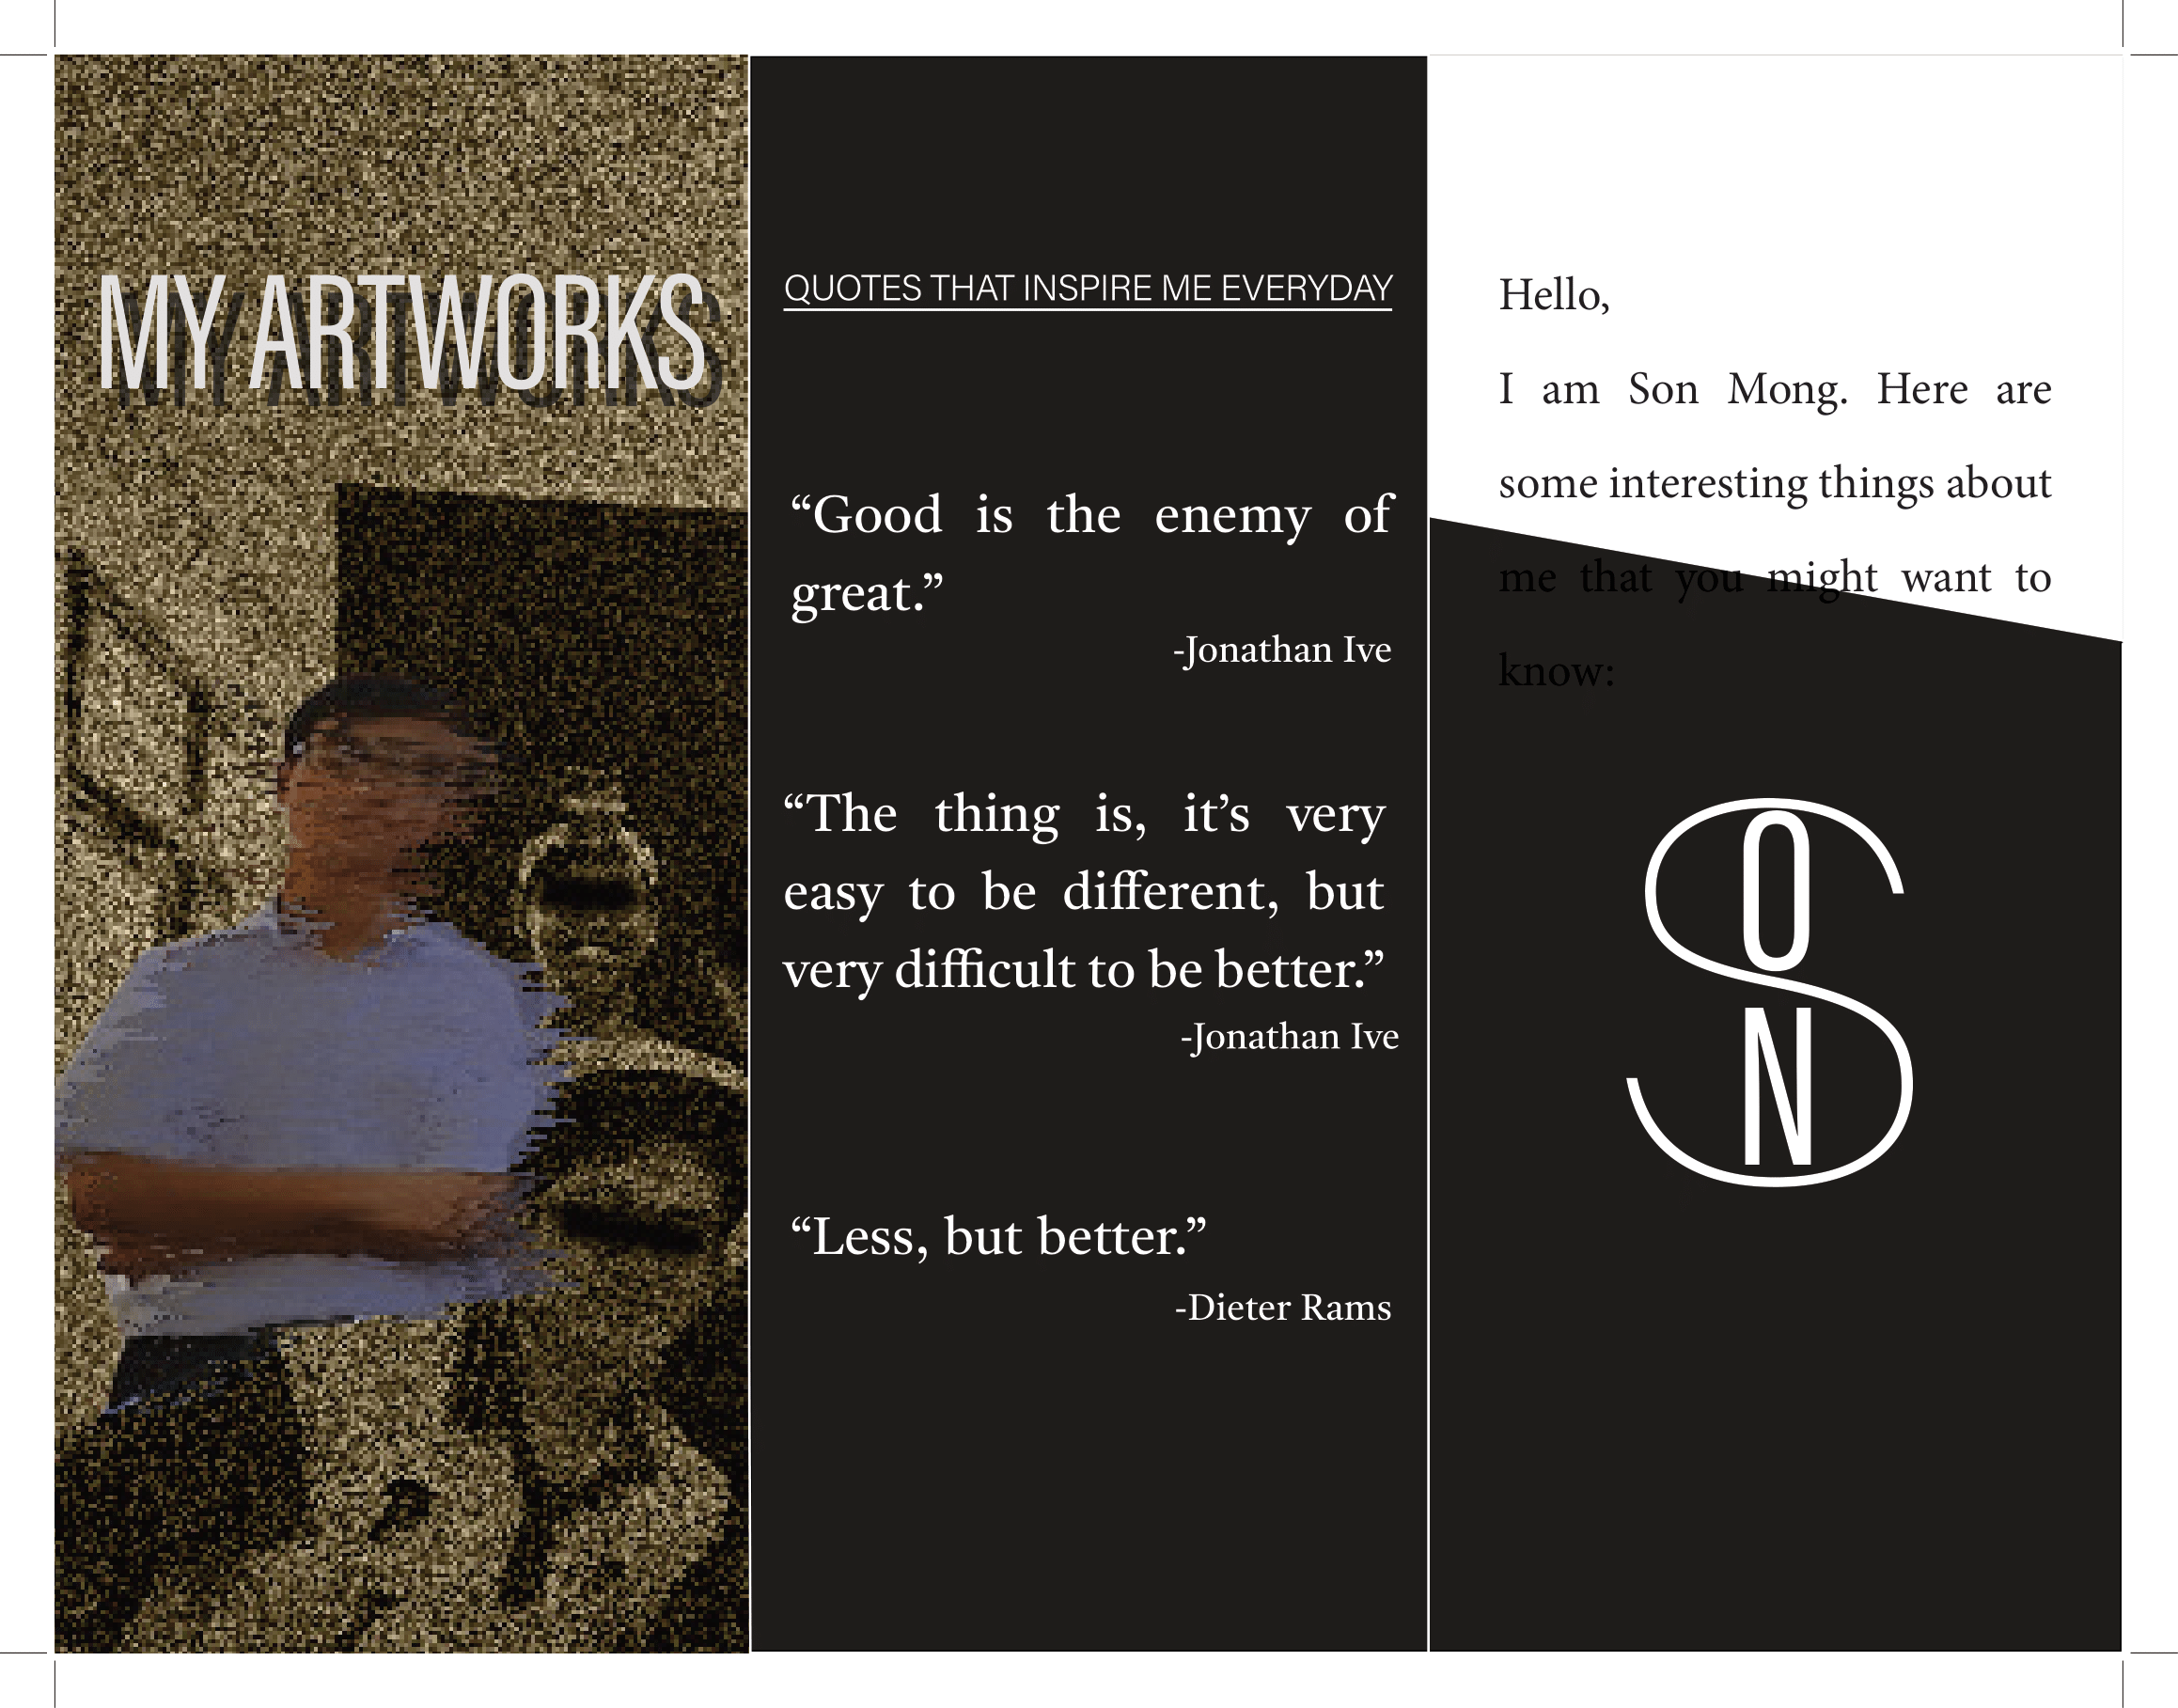 MY ARTWORKS
QUOTES THAT INSPIRE ME EVERYDAY
“Good is the enemy of
great.”
-Jonathan Ive
“The thing is, it’s very
easy to be different, but
very difficult to be better.”
-Jonathan Ive
“Less, but better.”
-Dieter Rams
Hello,
I am Son Mong. Here are
some interesting things about
me that you might want to
know:
SON